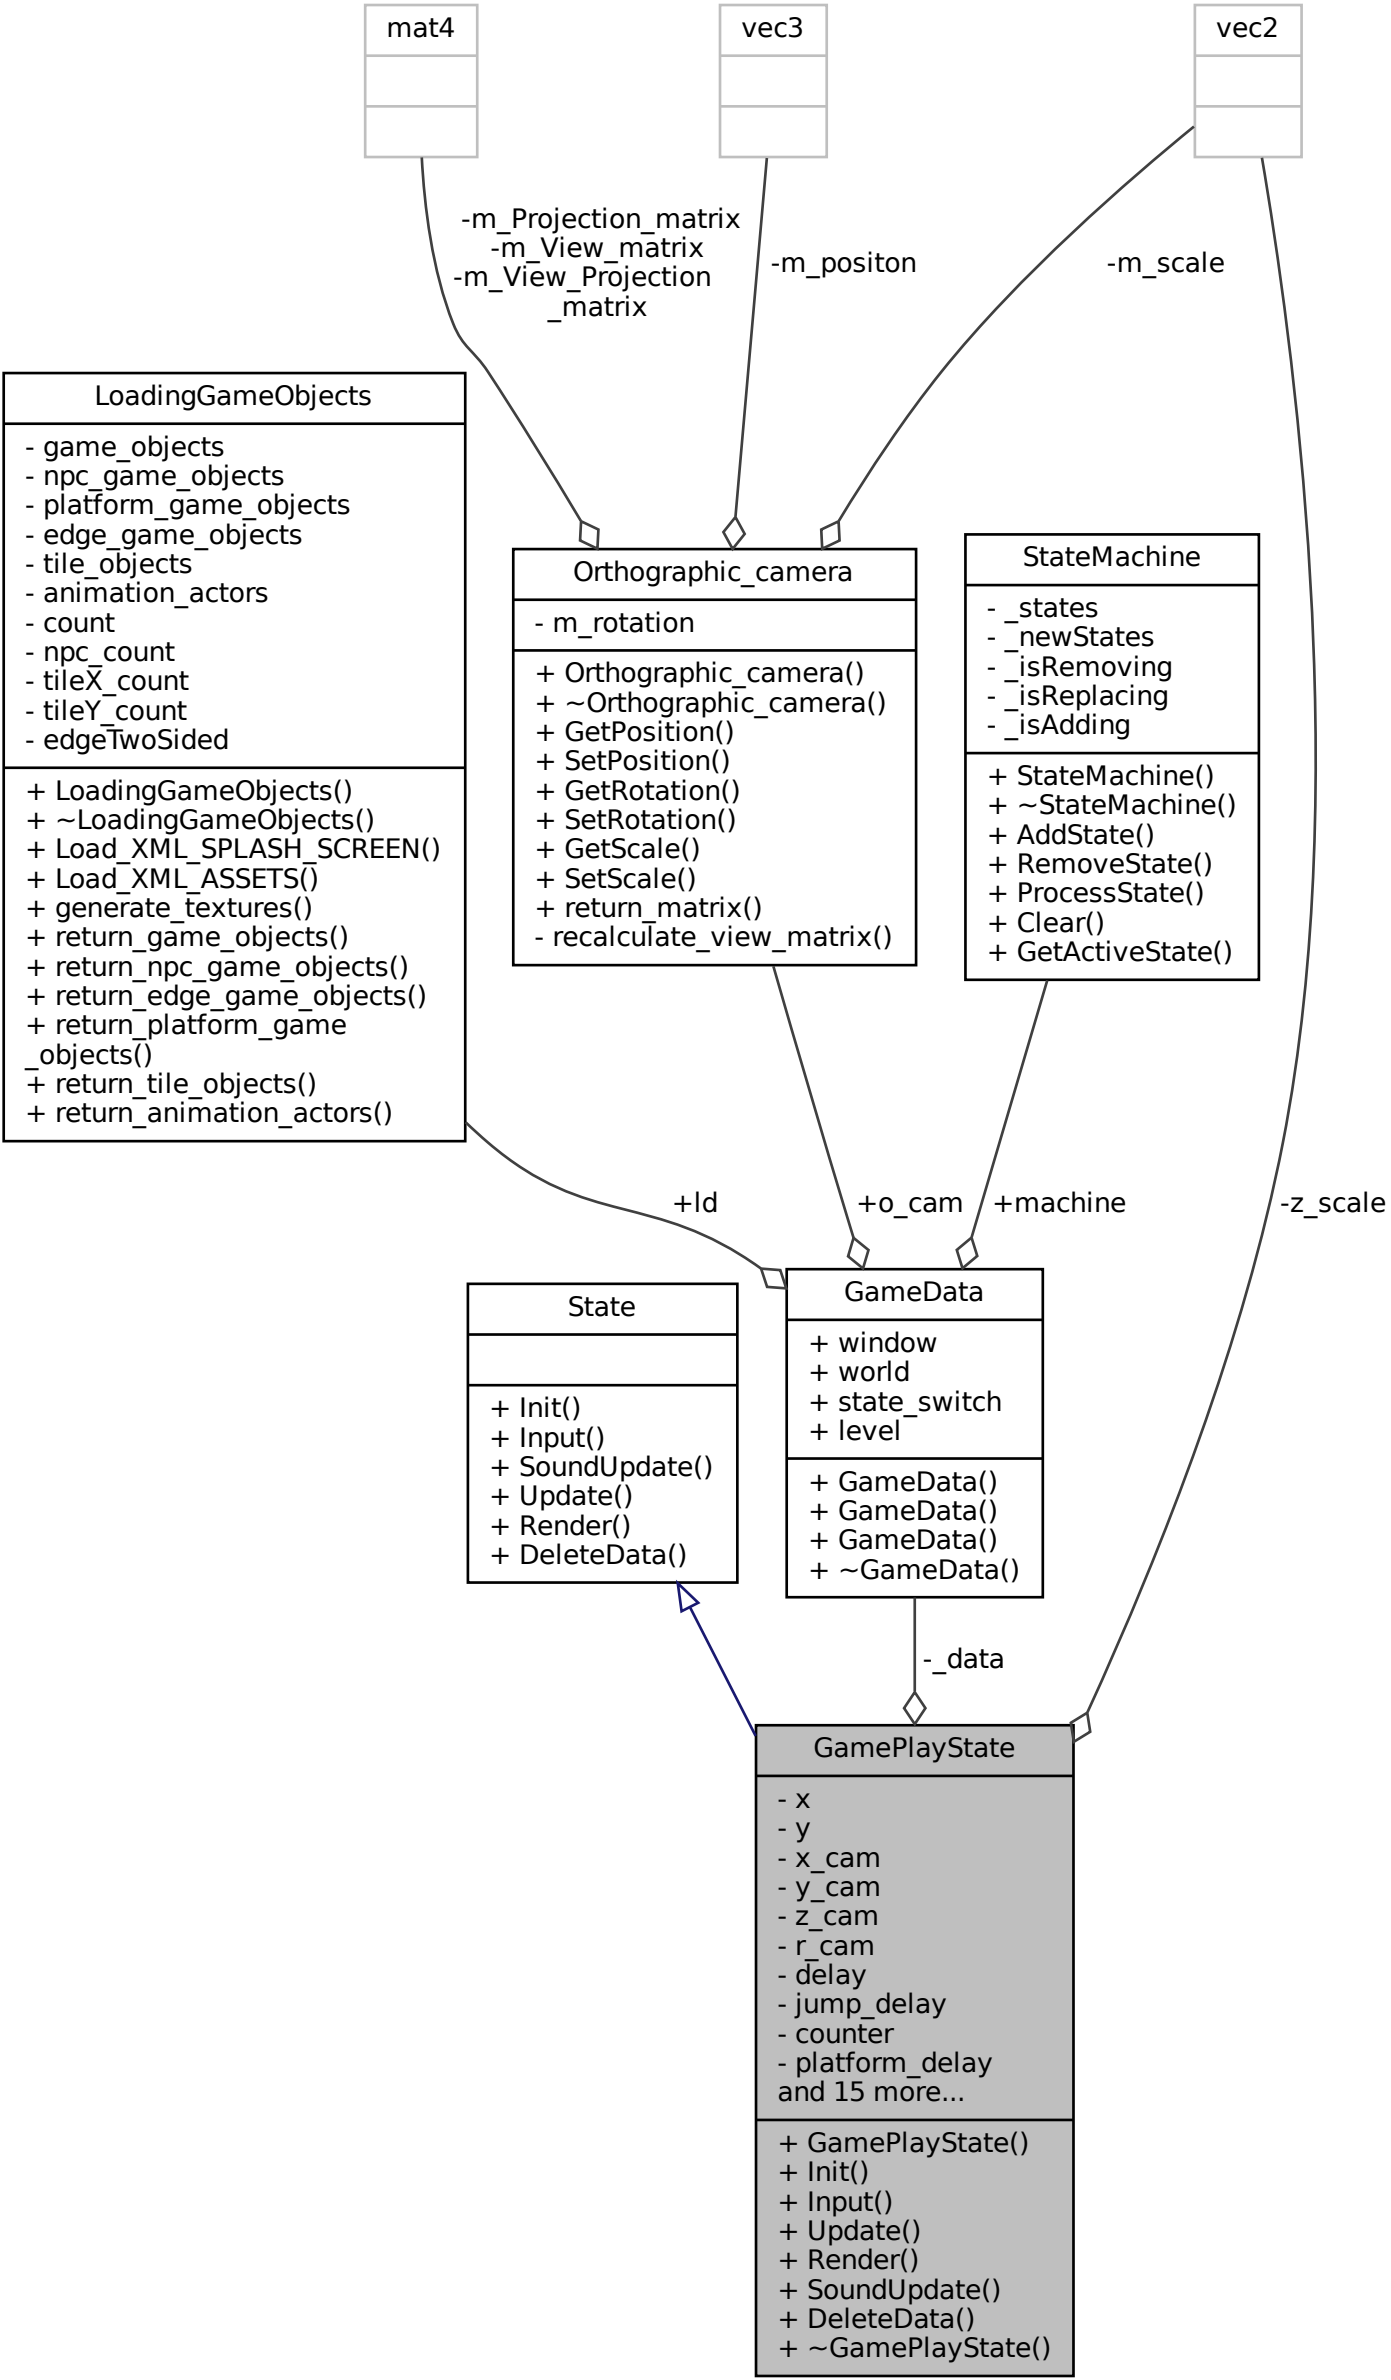 mat4
vec3
vec2
-m_Projection_matrix
-m_View_matrix
-m_View_Projection
_matrix
-m_positon
-m_scale
LoadingGameObjects
- game_objects
- npc_game_objects
- platform_game_objects
- edge_game_objects
- tile_objects
- animation_actors
- count
- npc_count
- tileX_count
- tileY_count
- edgeTwoSided
+ LoadingGameObjects()
+ ~LoadingGameObjects()
+ Load_XML_SPLASH_SCREEN()
+ Load_XML_ASSETS()
+ generate_textures()
+ return_game_objects()
+ return_npc_game_objects()
+ return_edge_game_objects()
+ return_platform_game
_objects()
+ return_tile_objects()
+ return_animation_actors()
Orthographic_camera
- m_rotation
+ Orthographic_camera()
+ ~Orthographic_camera()
+ GetPosition()
+ SetPosition()
+ GetRotation()
+ SetRotation()
+ GetScale()
+ SetScale()
+ return_matrix()
- recalculate_view_matrix()
StateMachine
- _states
- _newStates
- _isRemoving
- _isReplacing
- _isAdding
+ StateMachine()
+ ~StateMachine()
+ AddState()
+ RemoveState()
+ ProcessState()
+ Clear()
+ GetActiveState()
+ld
+o_cam
+machine
-z_scale
State
+ Init()
+ Input()
+ SoundUpdate()
+ Update()
+ Render()
+ DeleteData()
GameData
+ window
+ world
+ state_switch
+ level
+ GameData()
+ GameData()
+ GameData()
+ ~GameData()
-_data
GamePlayState
- x
- y
- x_cam
- y_cam
- z_cam
- r_cam
- delay
- jump_delay
- counter
- platform_delay
and 15 more...
+ GamePlayState()
+ Init()
+ Input()
+ Update()
+ Render()
+ SoundUpdate()
+ DeleteData()
+ ~GamePlayState()